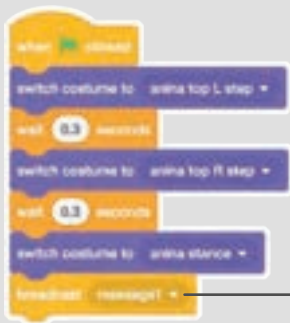 when clicked
switch costume to anina top L step
wait 0.3 seconds
switch costume to anina top R step
wait 0.3 seconds
switch costume to anina stance
broadcast message1